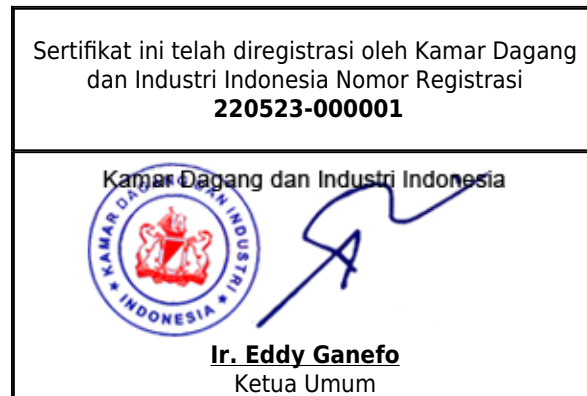 Sertifikat ini telah diregistrasi oleh Kamar Dagang
dan Industri Indonesia Nomor Registrasi
220523-000001
Kamar Dagang dan Industri Indonesia
KAMAR DAGANG DAN INDUSTRI
INDONESIA
Ir. Eddy Ganefo
Ketua Umum